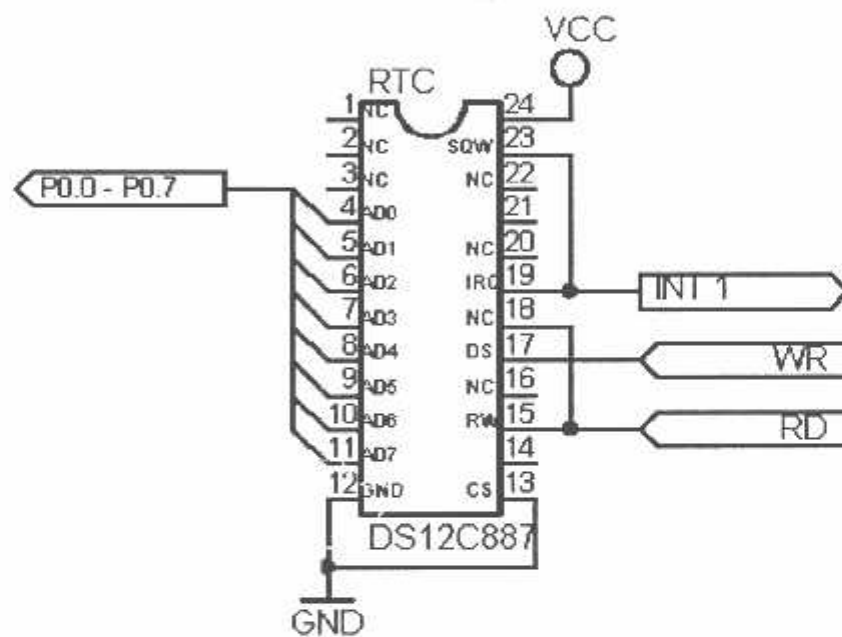 VCC
RTC
1 NC 24
2 NC SQW 23
3 NC NC 22
P0.0 - P0.7
4 AD0 21
5 AD1 NC 20
6 AD2 IRQ 19
INT 1
7 AD3 NC 18
8 AD4 DS 17
WR
9 AD5 NC 16
10 AD6 RW 15
RD
11 AD7 14
12 GND CS 13
DS12C887
GND